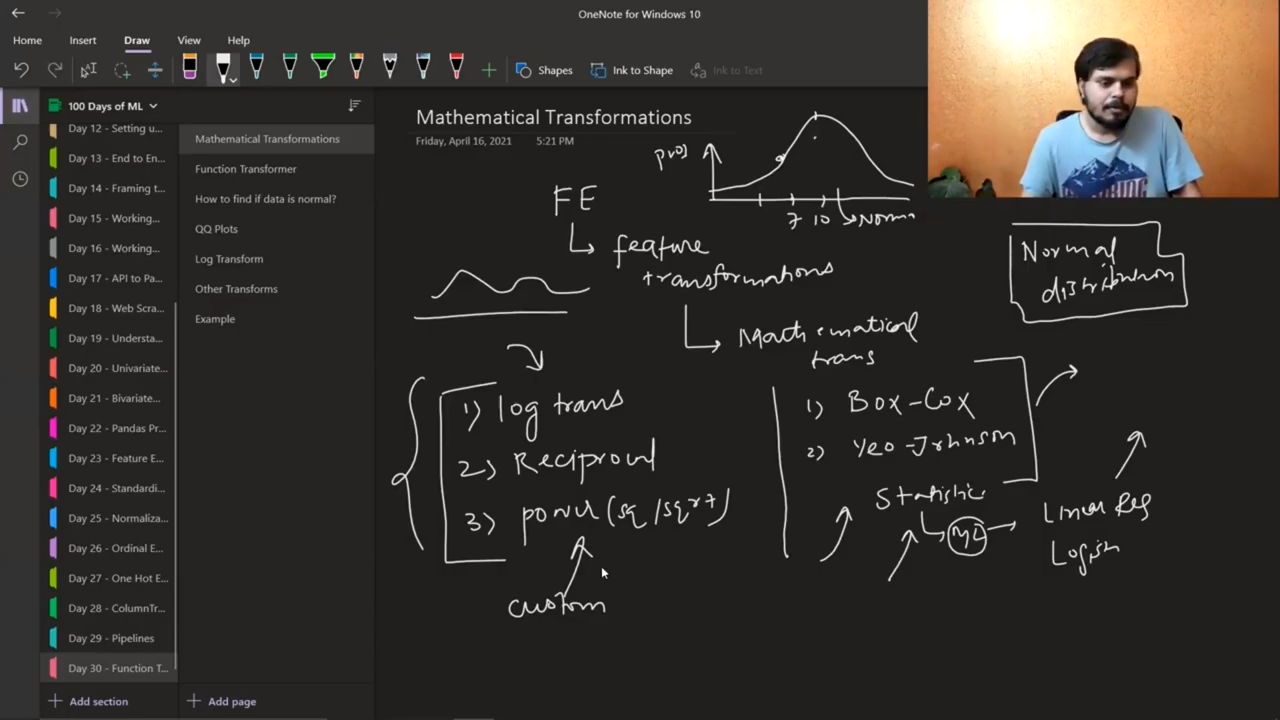 OneNote for Windows 10
Home
Insert
Draw
View
Help
Shapes
Ink to Shape
Ink to Text
100 Days of ML
Day 12 - Setting u...
Day 13 - End to En...
Day 14 - Framing t...
Day 15 - Working...
Day 16 - Working...
Day 17 - API to Pa...
Day 18 - Web Scra...
Day 19 - Understa...
Day 20 - Univariate...
Day 21 - Bivariate...
Day 22 - Pandas Pr...
Day 23 - Feature E...
Day 24 - Standardi...
Day 25 - Normaliza...
Day 26 - Ordinal E...
Day 27 - One Hot E...
Day 28 - ColumnTr...
Day 29 - Pipelines
Day 30 - Function T...
Add section
Mathematical Transformations
Function Transformer
How to find if data is normal?
QQ Plots
Log Transform
Other Transforms
Example
Add page
Mathematical Transformations
Friday, April 16, 2021 5:21 PM
7 10
FE
feature
transformations
Mathematical
trans
Normal
distribution
1) log trans
2) Reciprocal
3) power (sq/sqrt)
custom
1) Box-Cox
2) Yeo-Johnson
Statistic
ML
Linear Reg